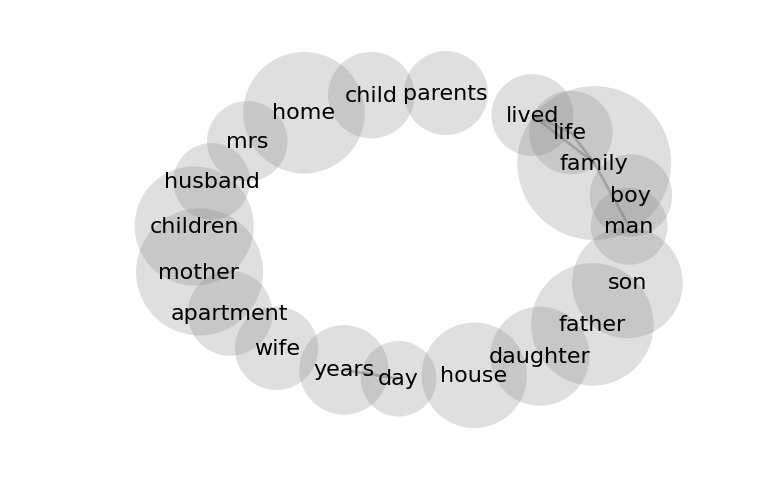 parents
child
home
lived
life
mrs
family
husband
boy
children
man
mother
son
apartment
father
wife
daughter
years
house
day